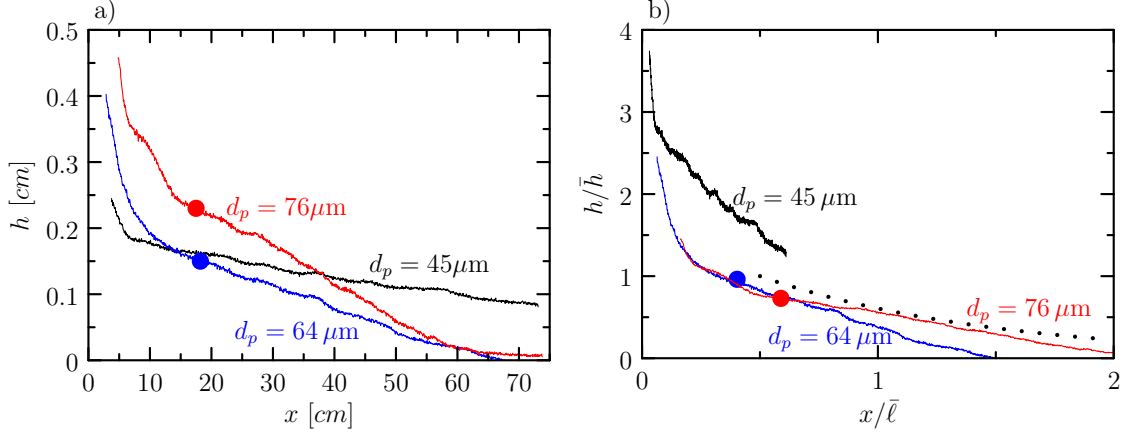 a)
0.5
0.4
0.3
0.2
0.1
0
h [cm]
d_p = 76μm
d_p = 45μm
d_p = 64 μm
0 10 20 30 40 50 60 70
x [cm]
b)
4
3
2
1
0
h/h̄
d_p = 45 μm
d_p = 76 μm
d_p = 64 μm
0 1 2
x/ℓ̄